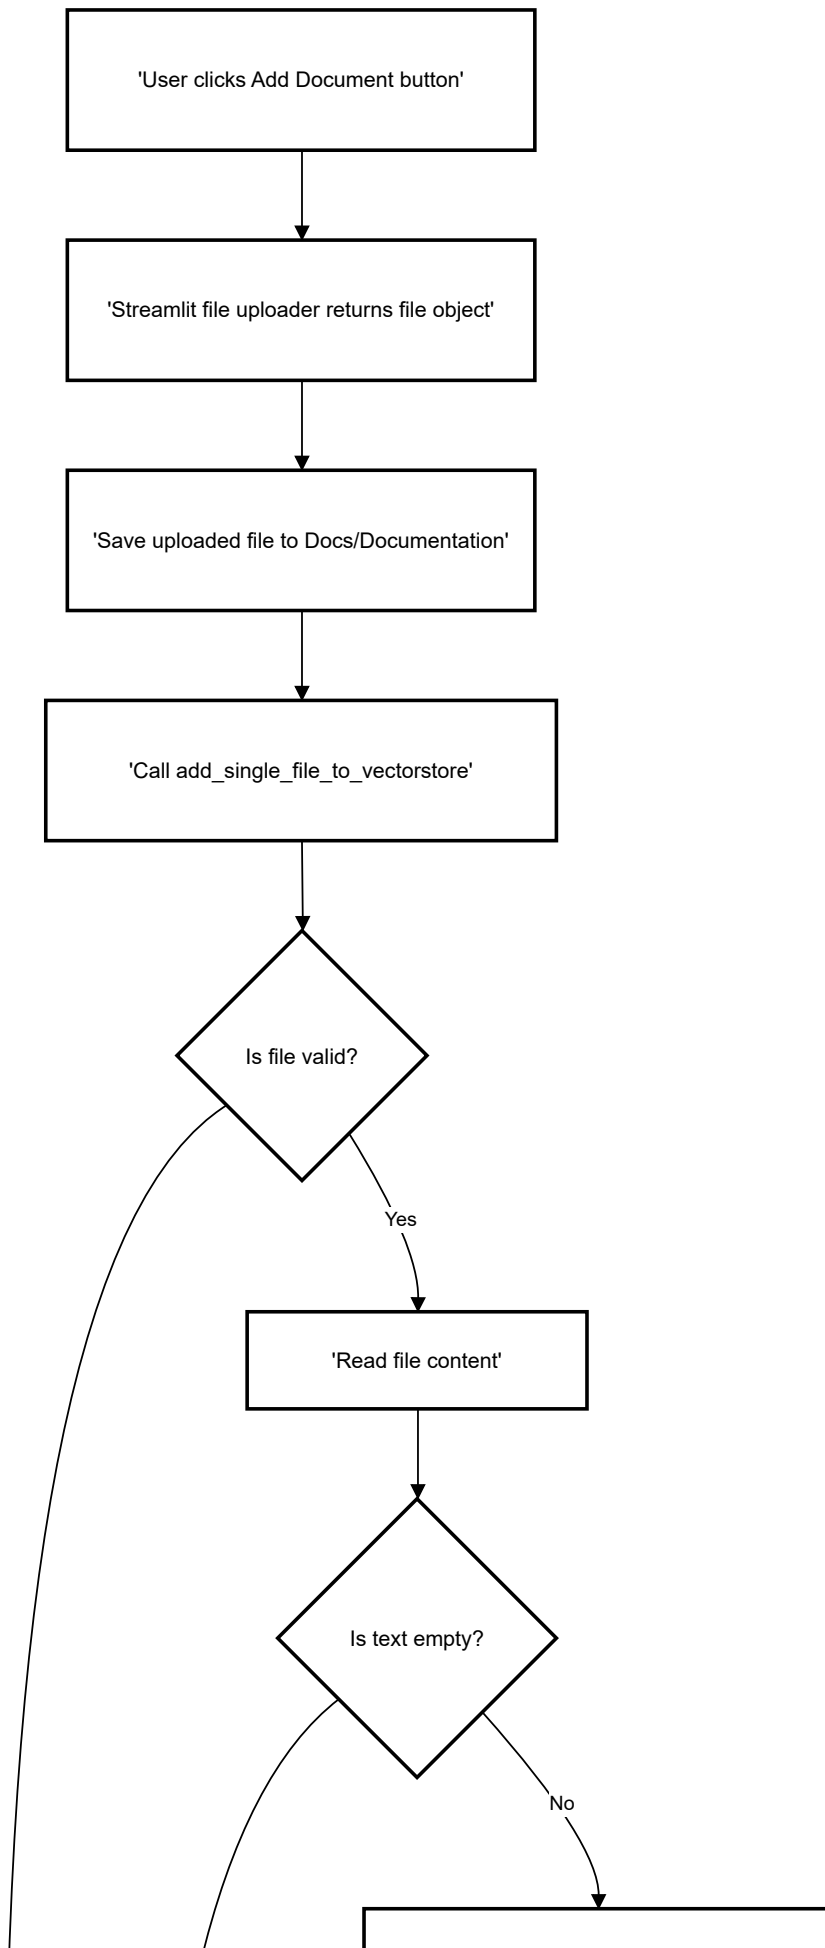 'User clicks Add Document button'
'Streamlit file uploader returns file object'
'Save uploaded file to Docs/Documentation'
'Call add_single_file_to_vectorstore'
Is file valid?
Yes
'Read file content'
Is text empty?
No